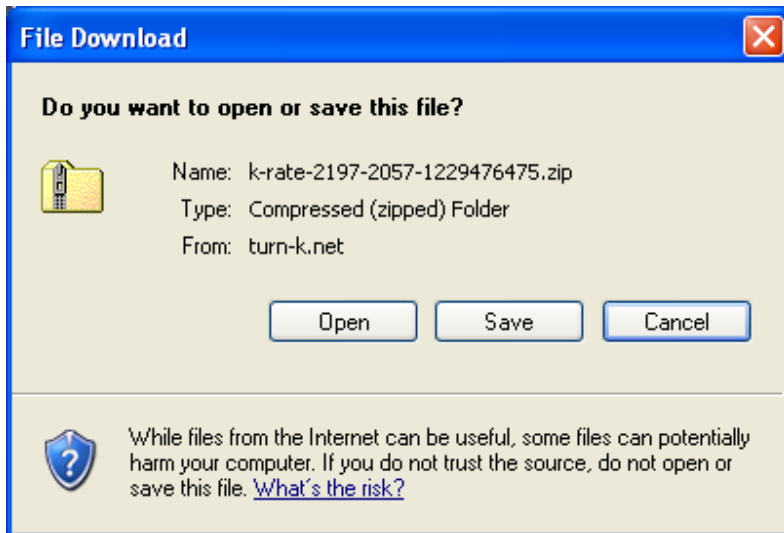 File Download
Do you want to open or save this file?
Name: k-rate-2197-2057-1229476475.zip
Type: Compressed (zipped) Folder
From: turn-k.net
Open Save Cancel
While files from the Internet can be useful, some files can potentially
harm your computer. If you do not trust the source, do not open or
save this file. What's the risk?